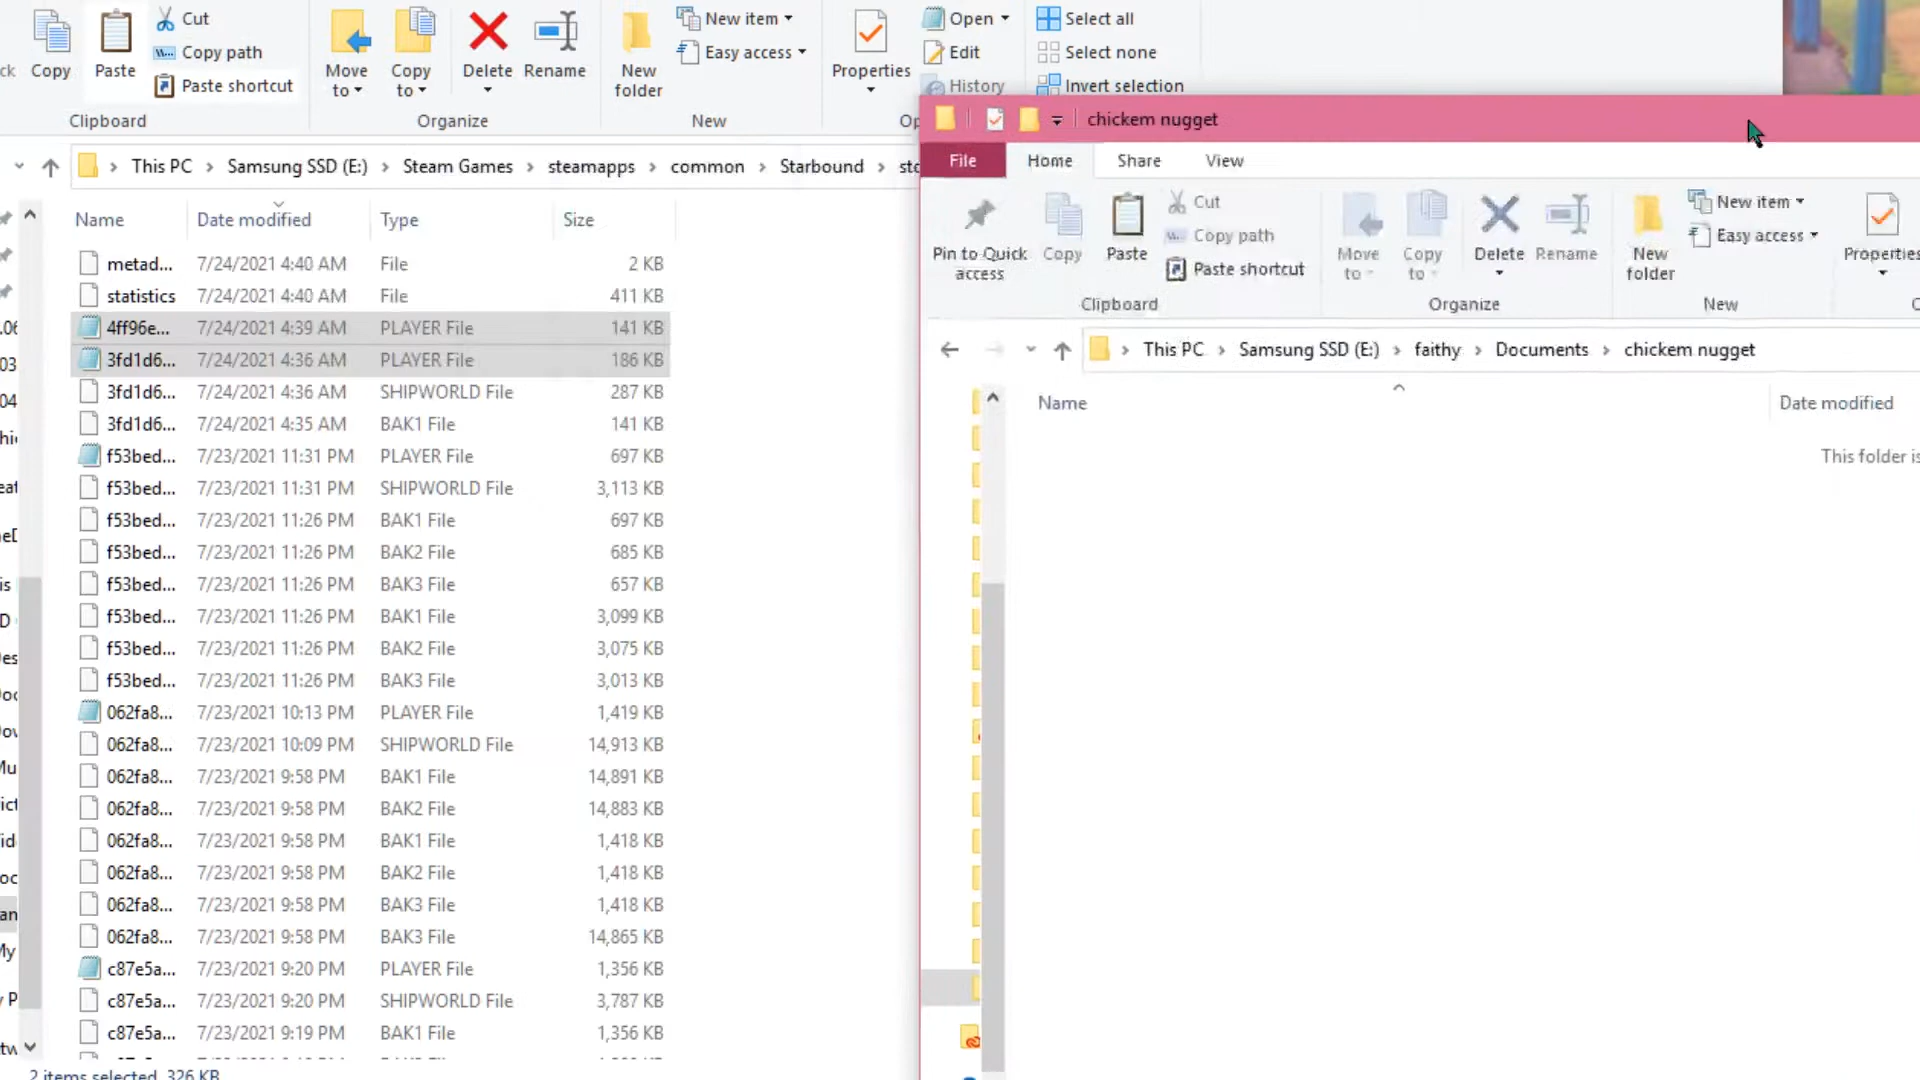 Cut
Copy path
Copy
Paste
Paste shortcut
Clipboard
Move to
Copy to
Delete
Rename
Organize
New folder
New item
Easy access
New
Properties
Open
Edit
History
Select all
Select none
Invert selection
This PC > Samsung SSD (E:) > Steam Games > steamapps > common > Starbound
Name Date modified Type Size
metad... 7/24/2021 4:40 AM File 2 KB
statistics 7/24/2021 4:40 AM File 411 KB
4ff96e... 7/24/2021 4:39 AM PLAYER File 141 KB
3fd1d6... 7/24/2021 4:36 AM PLAYER File 186 KB
3fd1d6... 7/24/2021 4:36 AM SHIPWORLD File 287 KB
3fd1d6... 7/24/2021 4:35 AM BAK1 File 141 KB
f53bed... 7/23/2021 11:31 PM PLAYER File 697 KB
f53bed... 7/23/2021 11:31 PM SHIPWORLD File 3,113 KB
f53bed... 7/23/2021 11:26 PM BAK1 File 697 KB
f53bed... 7/23/2021 11:26 PM BAK2 File 685 KB
f53bed... 7/23/2021 11:26 PM BAK3 File 657 KB
f53bed... 7/23/2021 11:26 PM BAK1 File 3,099 KB
f53bed... 7/23/2021 11:26 PM BAK2 File 3,075 KB
f53bed... 7/23/2021 11:26 PM BAK3 File 3,013 KB
062fa8... 7/23/2021 10:13 PM PLAYER File 1,419 KB
062fa8... 7/23/2021 10:09 PM SHIPWORLD File 14,913 KB
062fa8... 7/23/2021 9:58 PM BAK1 File 14,891 KB
062fa8... 7/23/2021 9:58 PM BAK2 File 14,883 KB
062fa8... 7/23/2021 9:58 PM BAK1 File 1,418 KB
062fa8... 7/23/2021 9:58 PM BAK2 File 1,418 KB
062fa8... 7/23/2021 9:58 PM BAK3 File 1,418 KB
062fa8... 7/23/2021 9:58 PM BAK3 File 14,865 KB
c87e5a... 7/23/2021 9:20 PM PLAYER File 1,356 KB
c87e5a... 7/23/2021 9:20 PM SHIPWORLD File 3,787 KB
c87e5a... 7/23/2021 9:19 PM BAK1 File 1,356 KB
2 items selected 326 KB
chickem nugget
File Home Share View
Pin to Quick access
Copy
Paste
Cut
Copy path
Paste shortcut
Clipboard
Move to
Copy to
Delete
Rename
Organize
New folder
New item
Easy access
New
Properties
This PC > Samsung SSD (E:) > faithy > Documents > chickem nugget
Name Date modified
This folder is